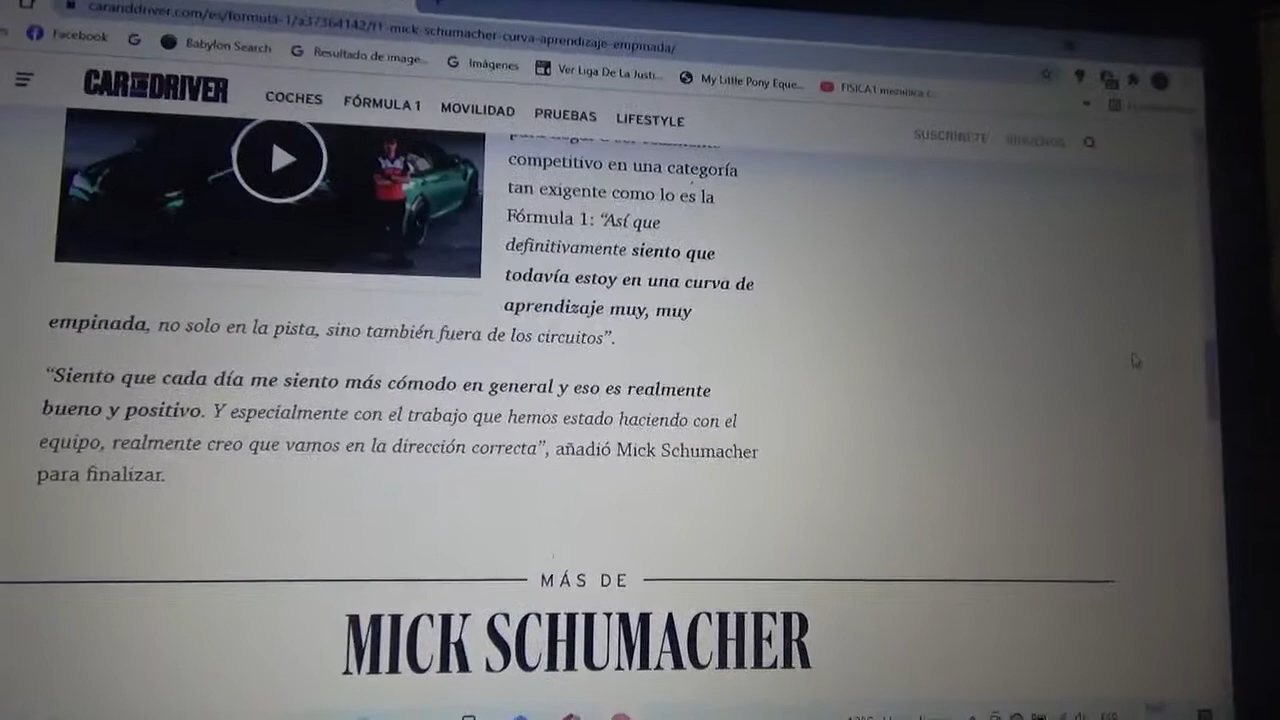 caranddriver.com/es/formula-1/a37364142/f1-mick-schumacher-curva-aprendizaje-empinada/
Facebook
Babylon Search
Resultado de image...
Imágenes
Ver Liga De La Justi...
My Little Pony Eque...
FISICA1 mezunica c...
CAR AND DRIVER
COCHES
FÓRMULA 1
MOVILIDAD
PRUEBAS
LIFESTYLE
SUSCRÍBETE
competitivo en una categoría
tan exigente como lo es la
Fórmula 1: “Así que
definitivamente siento que
todavía estoy en una curva de
aprendizaje muy, muy
empinada, no solo en la pista, sino también fuera de los circuitos”.
“Siento que cada día me siento más cómodo en general y eso es realmente
bueno y positivo. Y especialmente con el trabajo que hemos estado haciendo con el
equipo, realmente creo que vamos en la dirección correcta”, añadió Mick Schumacher
para finalizar.
MÁS DE
MICK SCHUMACHER